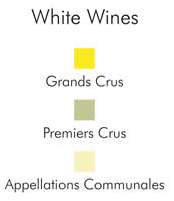 White Wines
Grands Crus
Premiers Crus
Appellations Communales